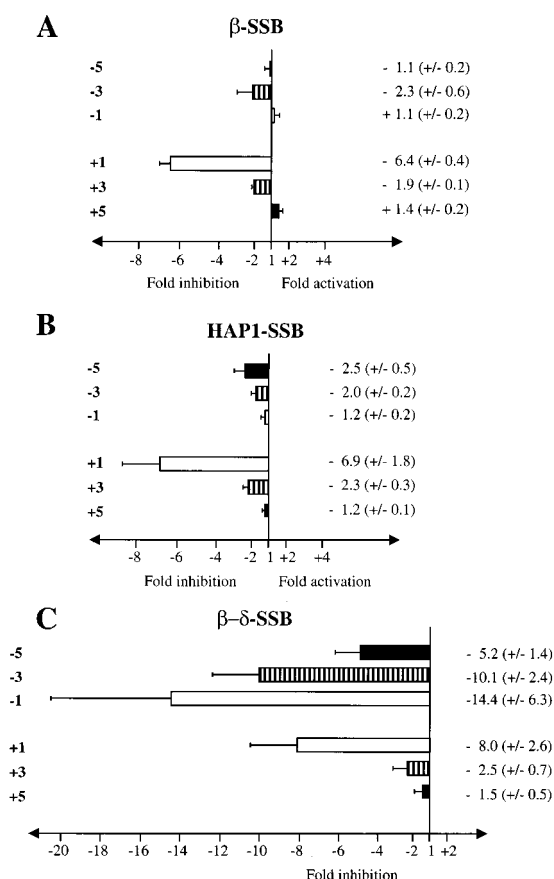 A
β-SSB
-5 - 1.1 (+/- 0.2)
-3 - 2.3 (+/- 0.6)
-1 + 1.1 (+/- 0.2)
+1 - 6.4 (+/- 0.4)
+3 - 1.9 (+/- 0.1)
+5 + 1.4 (+/- 0.2)
-8 -6 -4 -2 1 +2 +4
Fold inhibition Fold activation
B
HAP1-SSB
-5 - 2.5 (+/- 0.5)
-3 - 2.0 (+/- 0.2)
-1 - 1.2 (+/- 0.2)
+1 - 6.9 (+/- 1.8)
+3 - 2.3 (+/- 0.3)
+5 - 1.2 (+/- 0.1)
-8 -6 -4 -2 1 +2 +4
Fold inhibition Fold activation
C
β–δ-SSB
-5 - 5.2 (+/- 1.4)
-3 -10.1 (+/- 2.4)
-1 -14.4 (+/- 6.3)
+1 - 8.0 (+/- 2.6)
+3 - 2.5 (+/- 0.7)
+5 - 1.5 (+/- 0.5)
-20 -18 -16 -14 -12 -10 -8 -6 -4 -2 1 +2
Fold inhibition